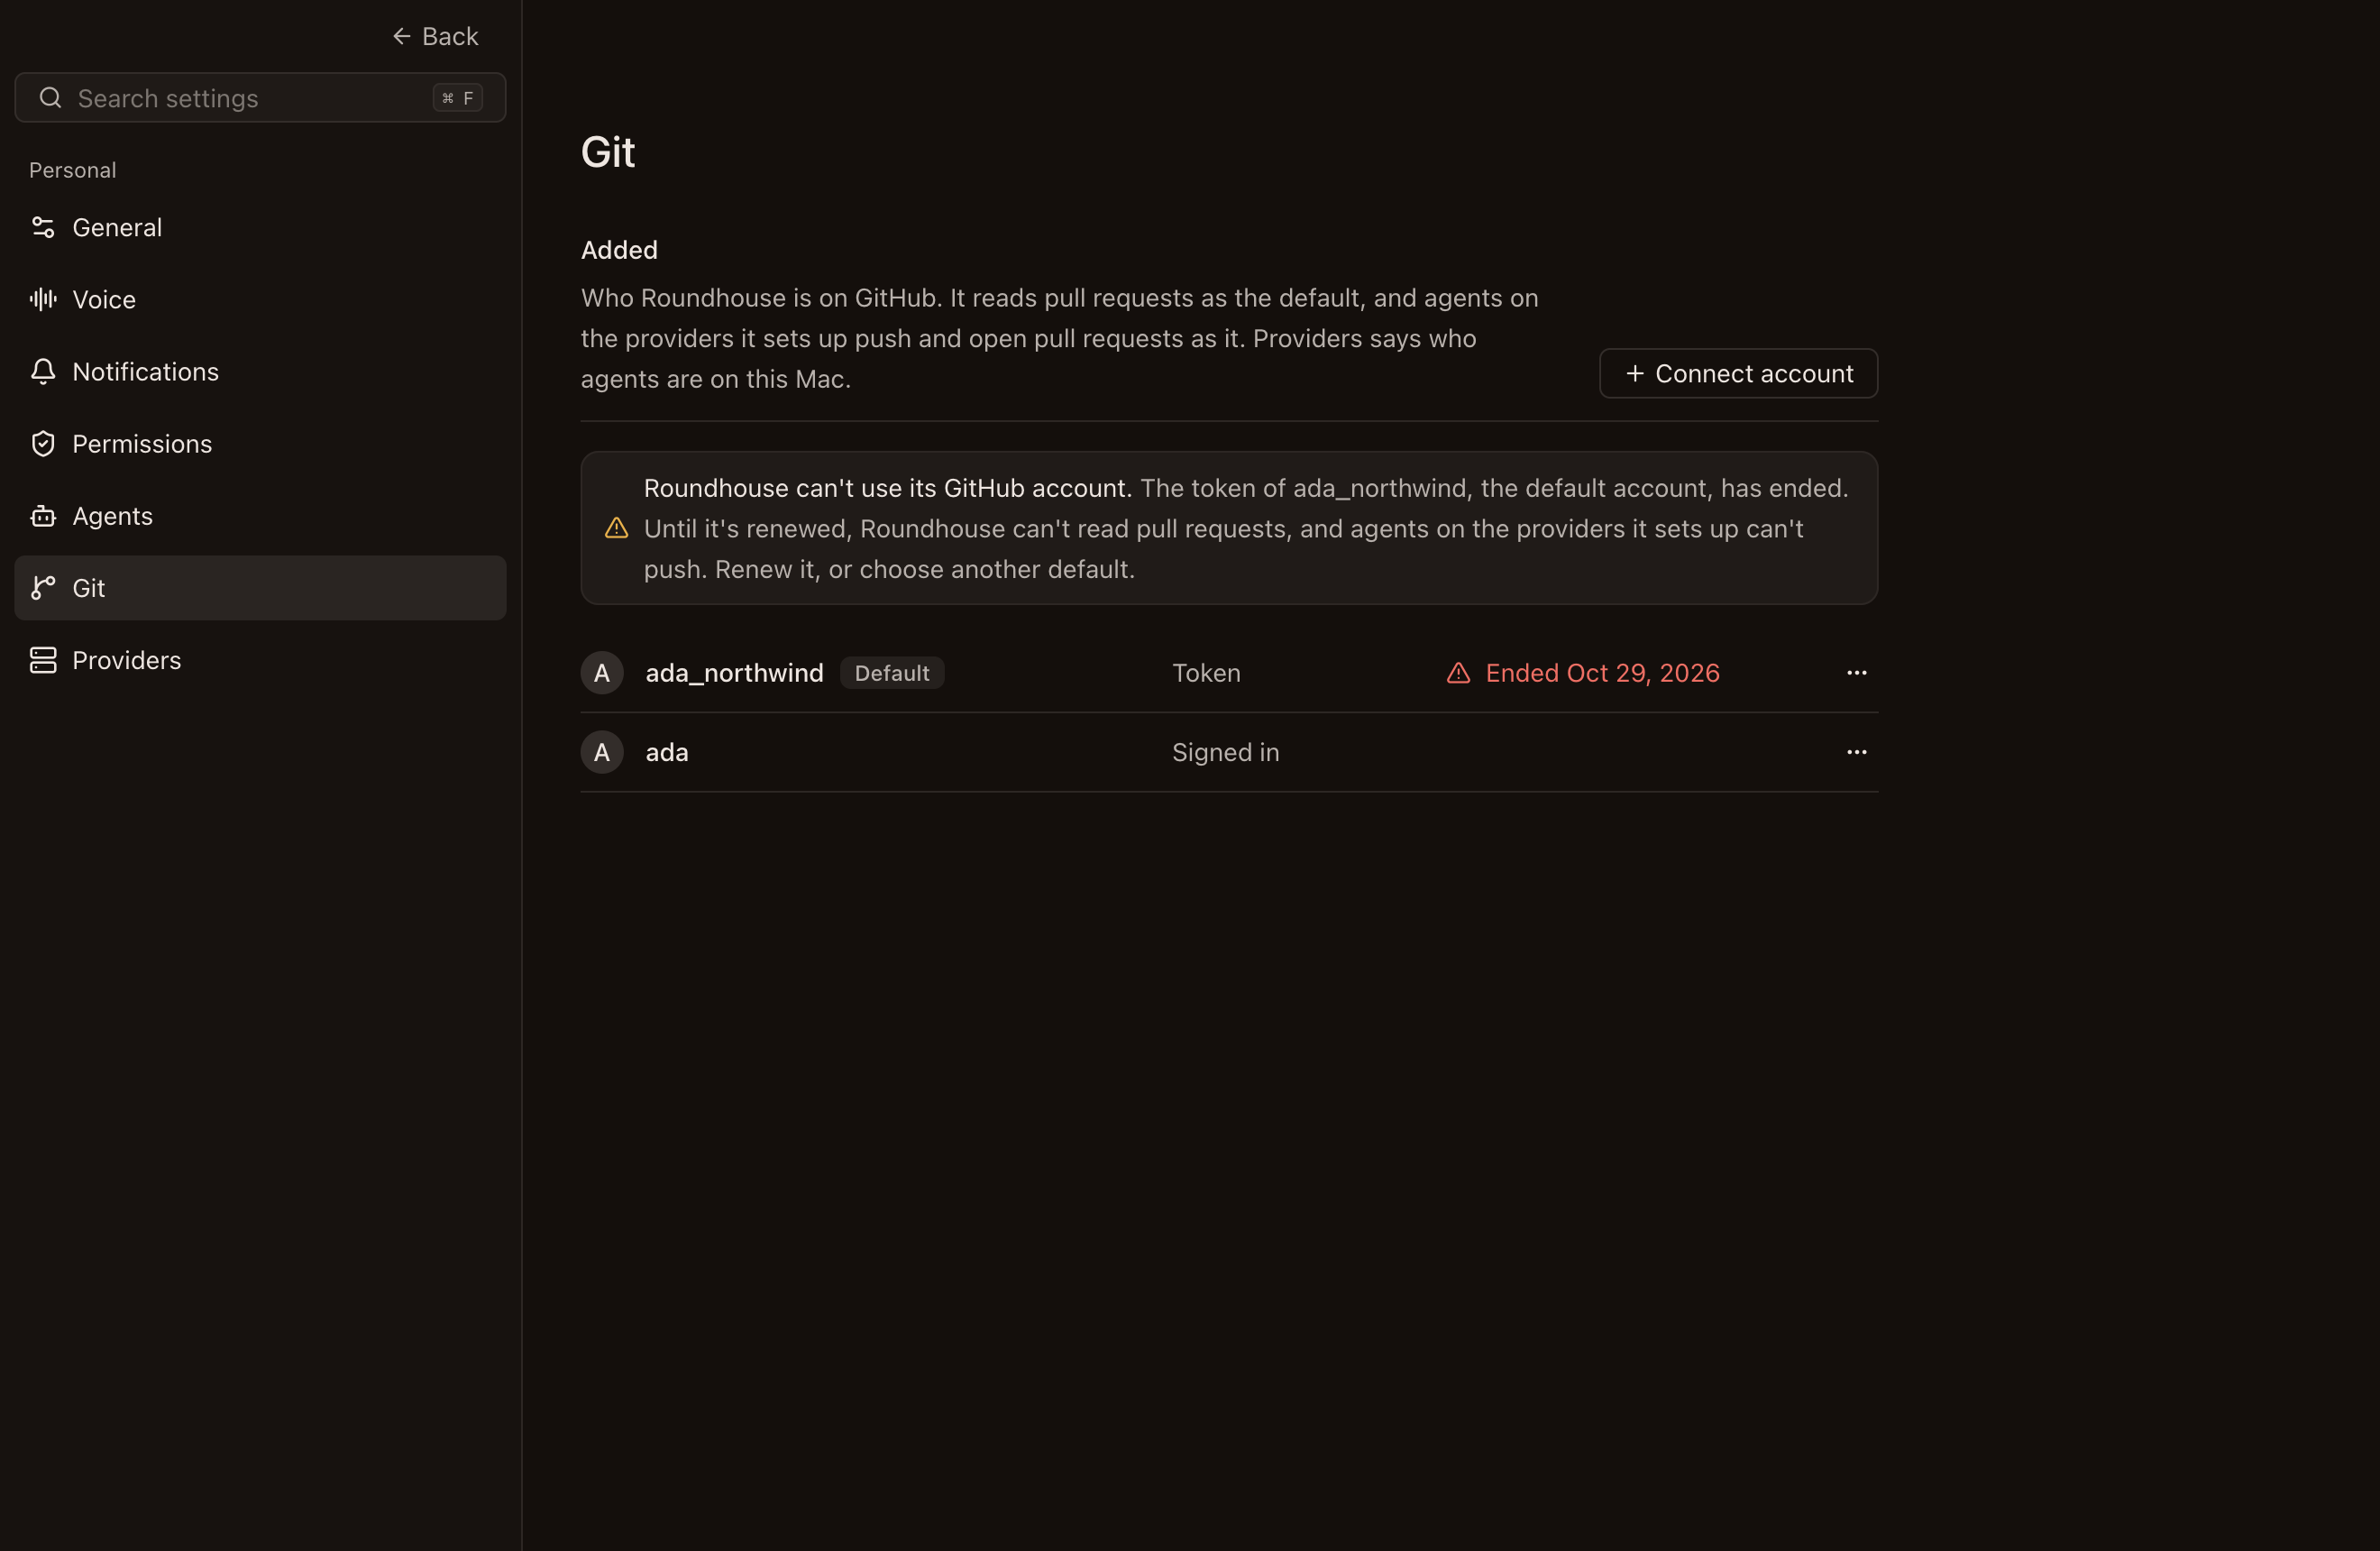 Back
Search settings
⌘ F
Personal
General
Voice
Notifications
Permissions
Agents
Git
Providers
Git
Added
Who Roundhouse is on GitHub. It reads pull requests as the default, and agents on
the providers it sets up push and open pull requests as it. Providers says who
agents are on this Mac.
Connect account
Roundhouse can't use its GitHub account. The token of ada_northwind, the default account, has ended.
Until it's renewed, Roundhouse can't read pull requests, and agents on the providers it sets up can't
push. Renew it, or choose another default.
A ada_northwind Default Token Ended Oct 29, 2026
A ada Signed in